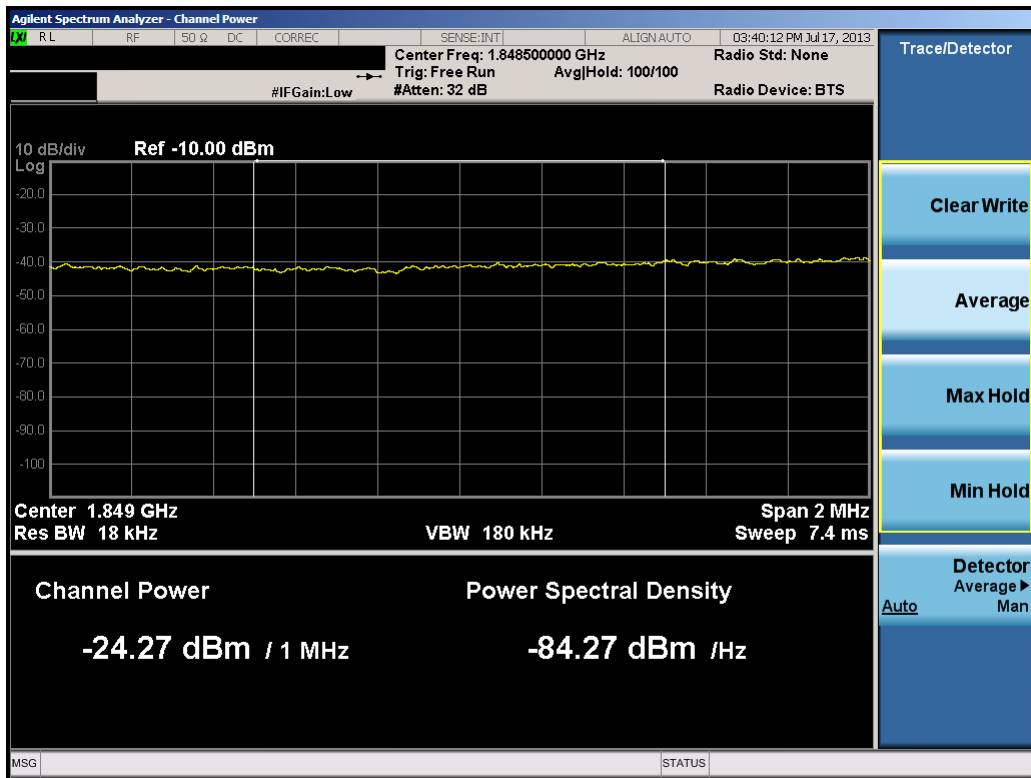 Agilent Spectrum Analyzer - Channel Power
LXI RL RF 50 Ω DC CORREC SENSE:INT ALIGN AUTO 03:40:12 PM Jul 17, 2013
Center Freq: 1.848500000 GHz Radio Std: None
Trig: Free Run Avg|Hold: 100/100
#IFGain:Low #Atten: 32 dB Radio Device: BTS
10 dB/div Ref -10.00 dBm
Log
-20.0
-30.0
-40.0
-50.0
-60.0
-70.0
-80.0
-90.0
-100
Center 1.849 GHz Span 2 MHz
Res BW 18 kHz VBW 180 kHz Sweep 7.4 ms
Channel Power Power Spectral Density
-24.27 dBm / 1 MHz -84.27 dBm /Hz
MSG STATUS
Trace/Detector
Clear Write
Average
Max Hold
Min Hold
Detector
Average
Auto Man